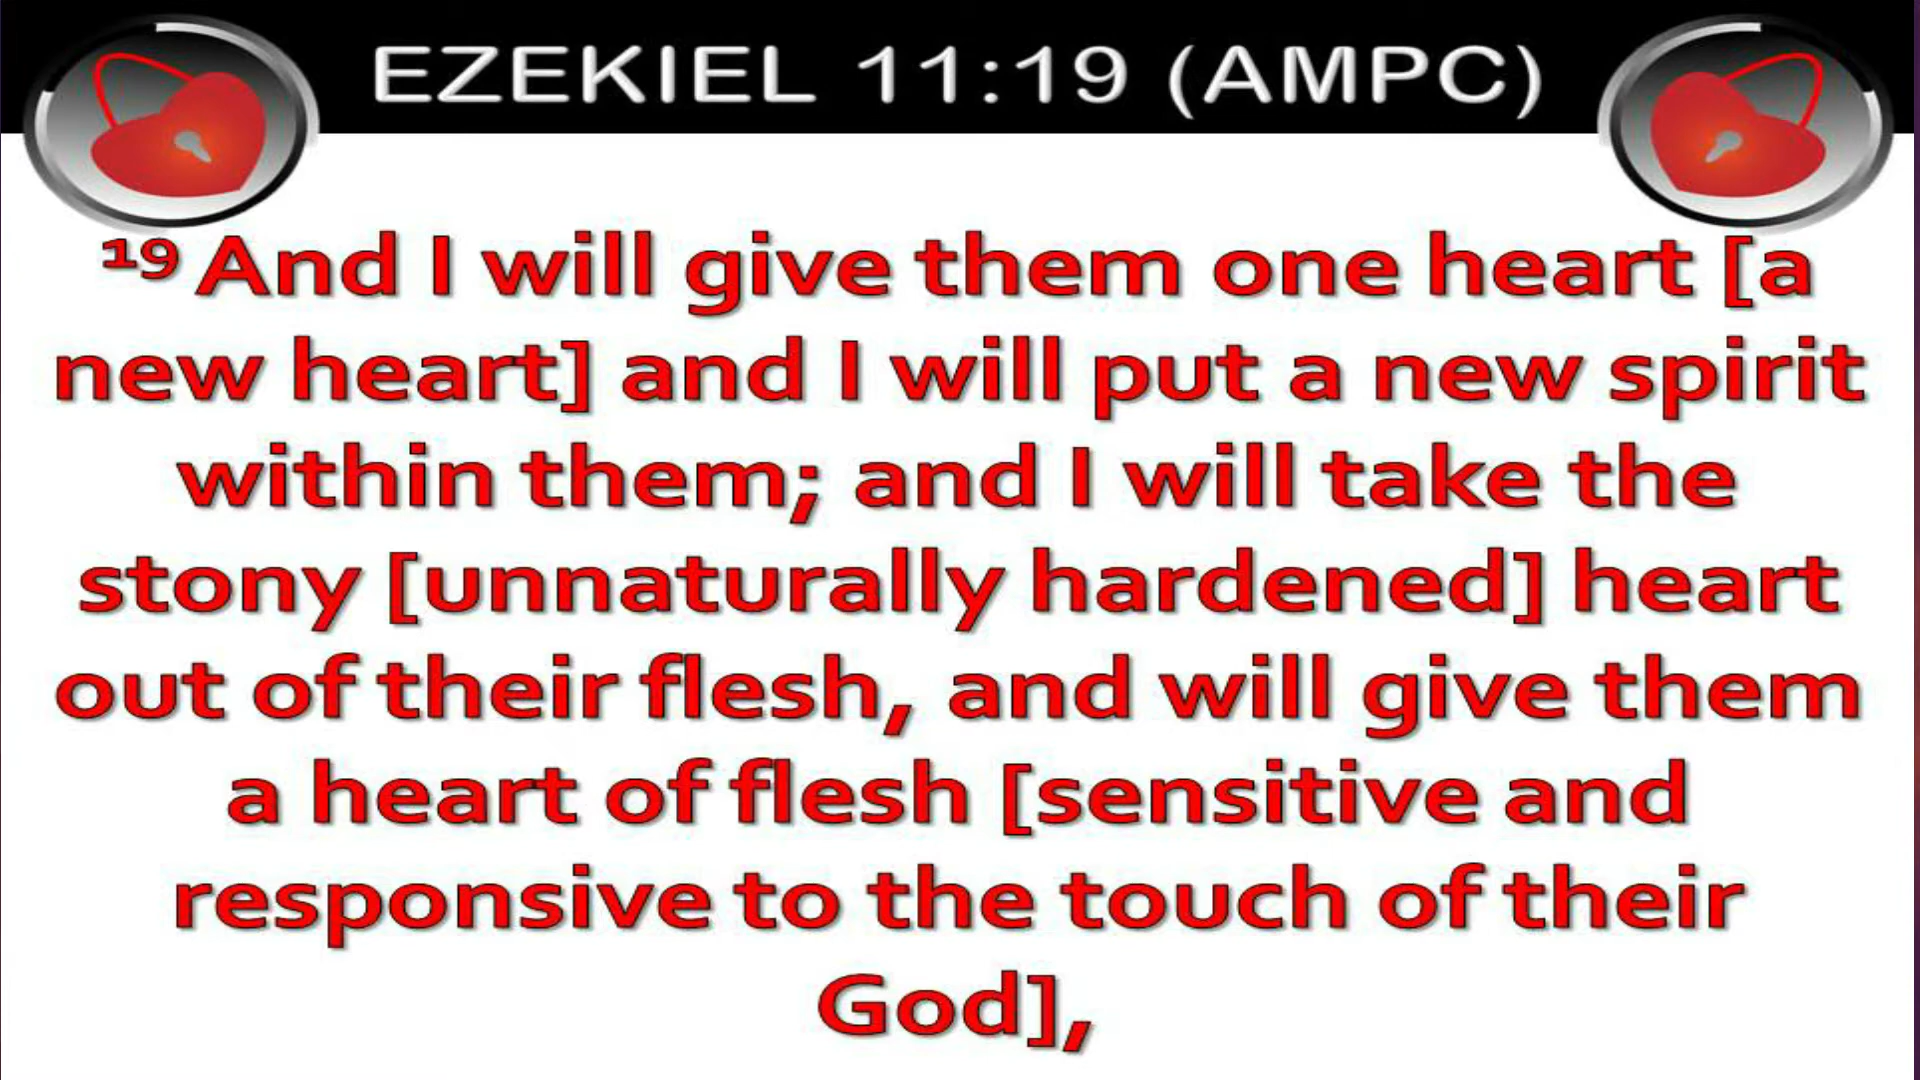 EZEKIEL 11:19 (AMPC)
¹⁹ And I will give them one heart [a
new heart] and I will put a new spirit
within them; and I will take the
stony [unnaturally hardened] heart
out of their flesh, and will give them
a heart of flesh [sensitive and
responsive to the touch of their
God],